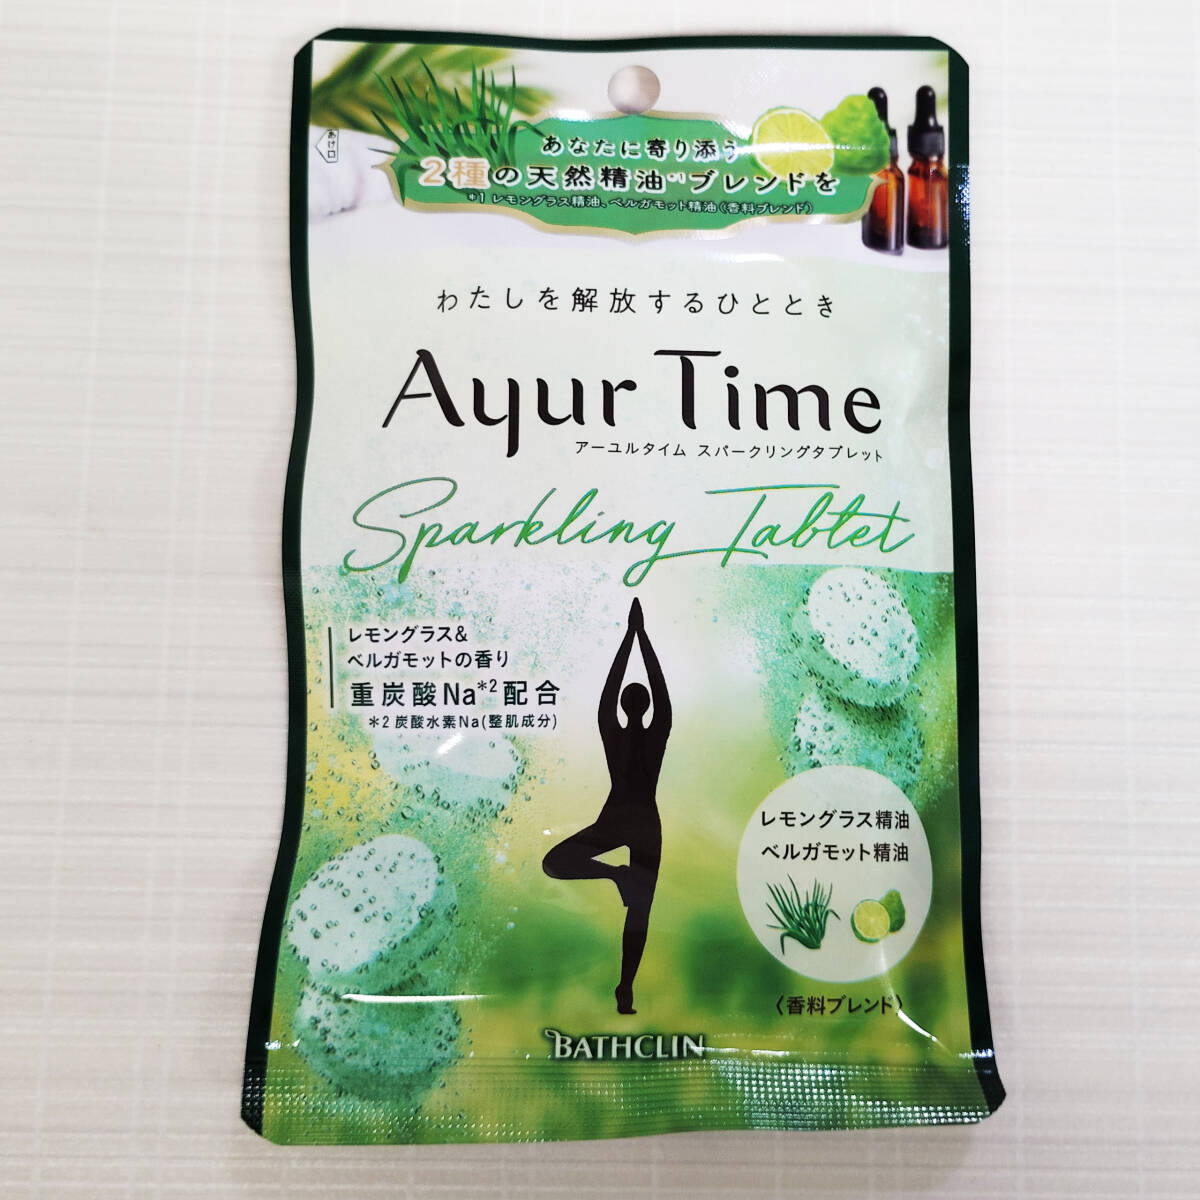 あけ口
あなたに寄り添う
2種の天然精油*1ブレンドを
*1 レモングラス精油、ベルガモット精油(香料ブレンド)
わたしを解放するひととき
Ayur Time
アーユルタイム スパークリングタブレット
Sparkling Tablet
レモングラス&
ベルガモットの香り
重炭酸Na*2配合
*2 炭酸水素Na(整肌成分)
レモングラス精油
ベルガモット精油
〈香料ブレンド〉
BATHCLIN